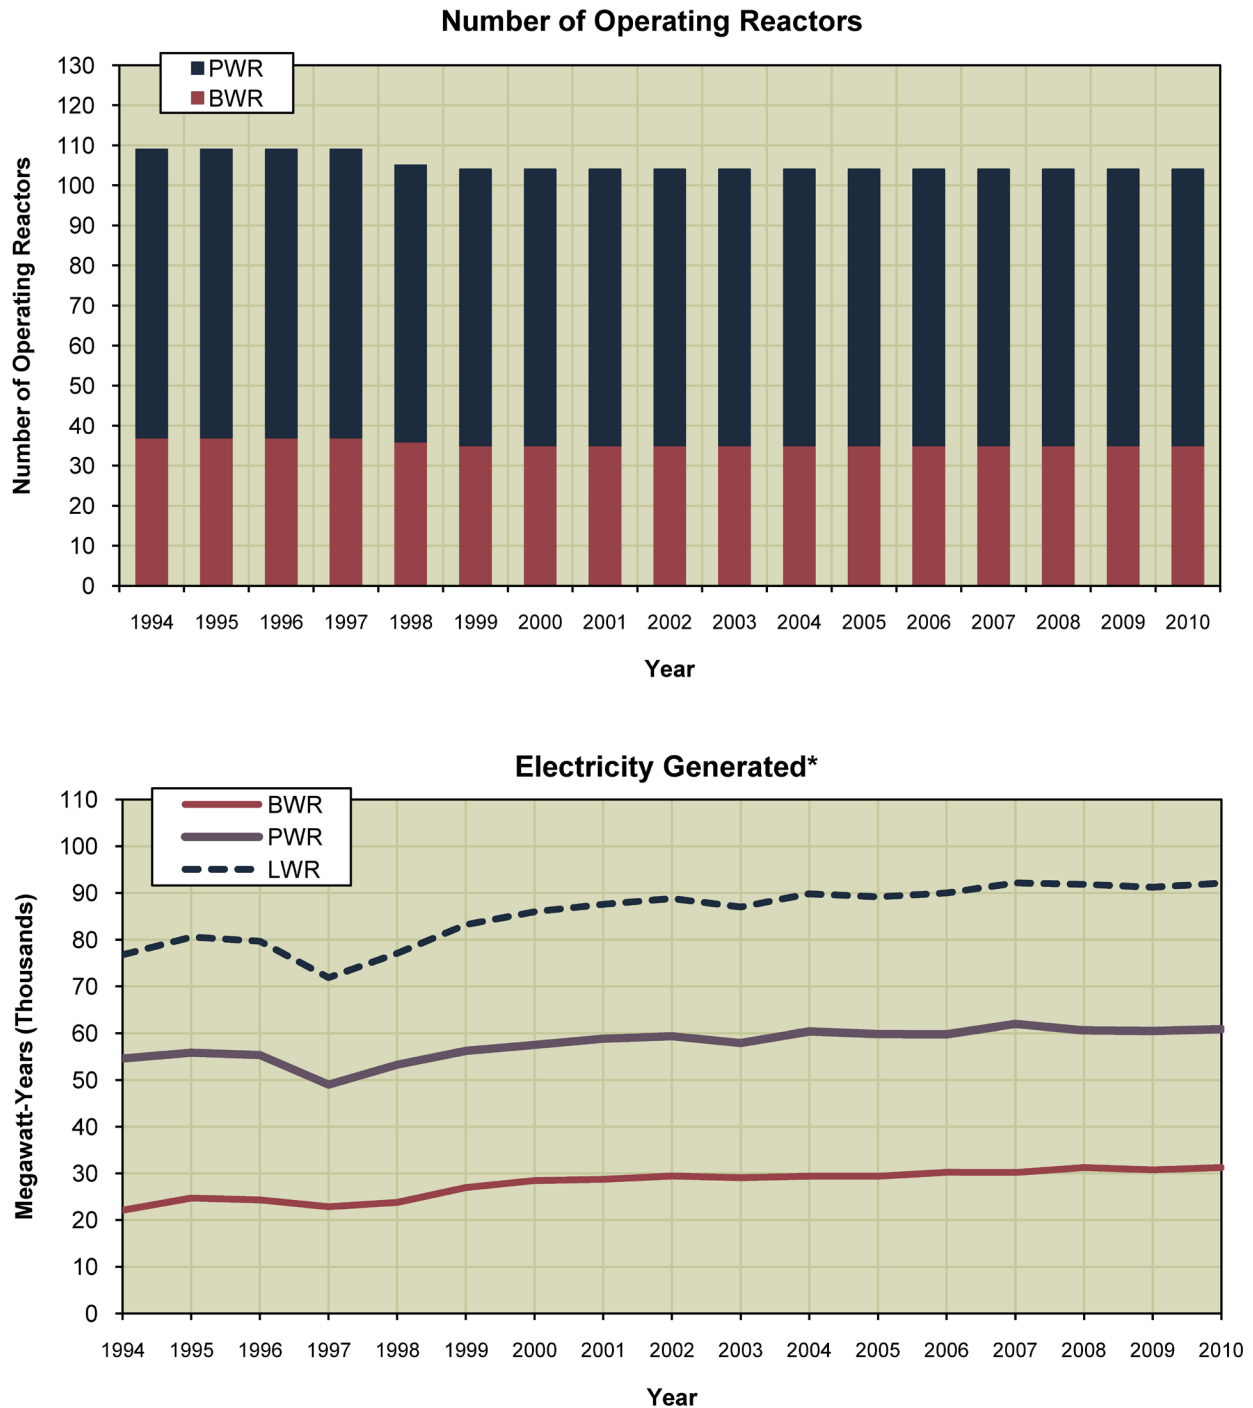 Number of Operating Reactors
PWR
BWR
Number of Operating Reactors
130
120
110
100
90
80
70
60
50
40
30
20
10
0
1994 1995 1996 1997 1998 1999 2000 2001 2002 2003 2004 2005 2006 2007 2008 2009 2010
Year
Electricity Generated*
BWR
PWR
LWR
Megawatt-Years (Thousands)
110
100
90
80
70
60
50
40
30
20
10
0
1994 1995 1996 1997 1998 1999 2000 2001 2002 2003 2004 2005 2006 2007 2008 2009 2010
Year